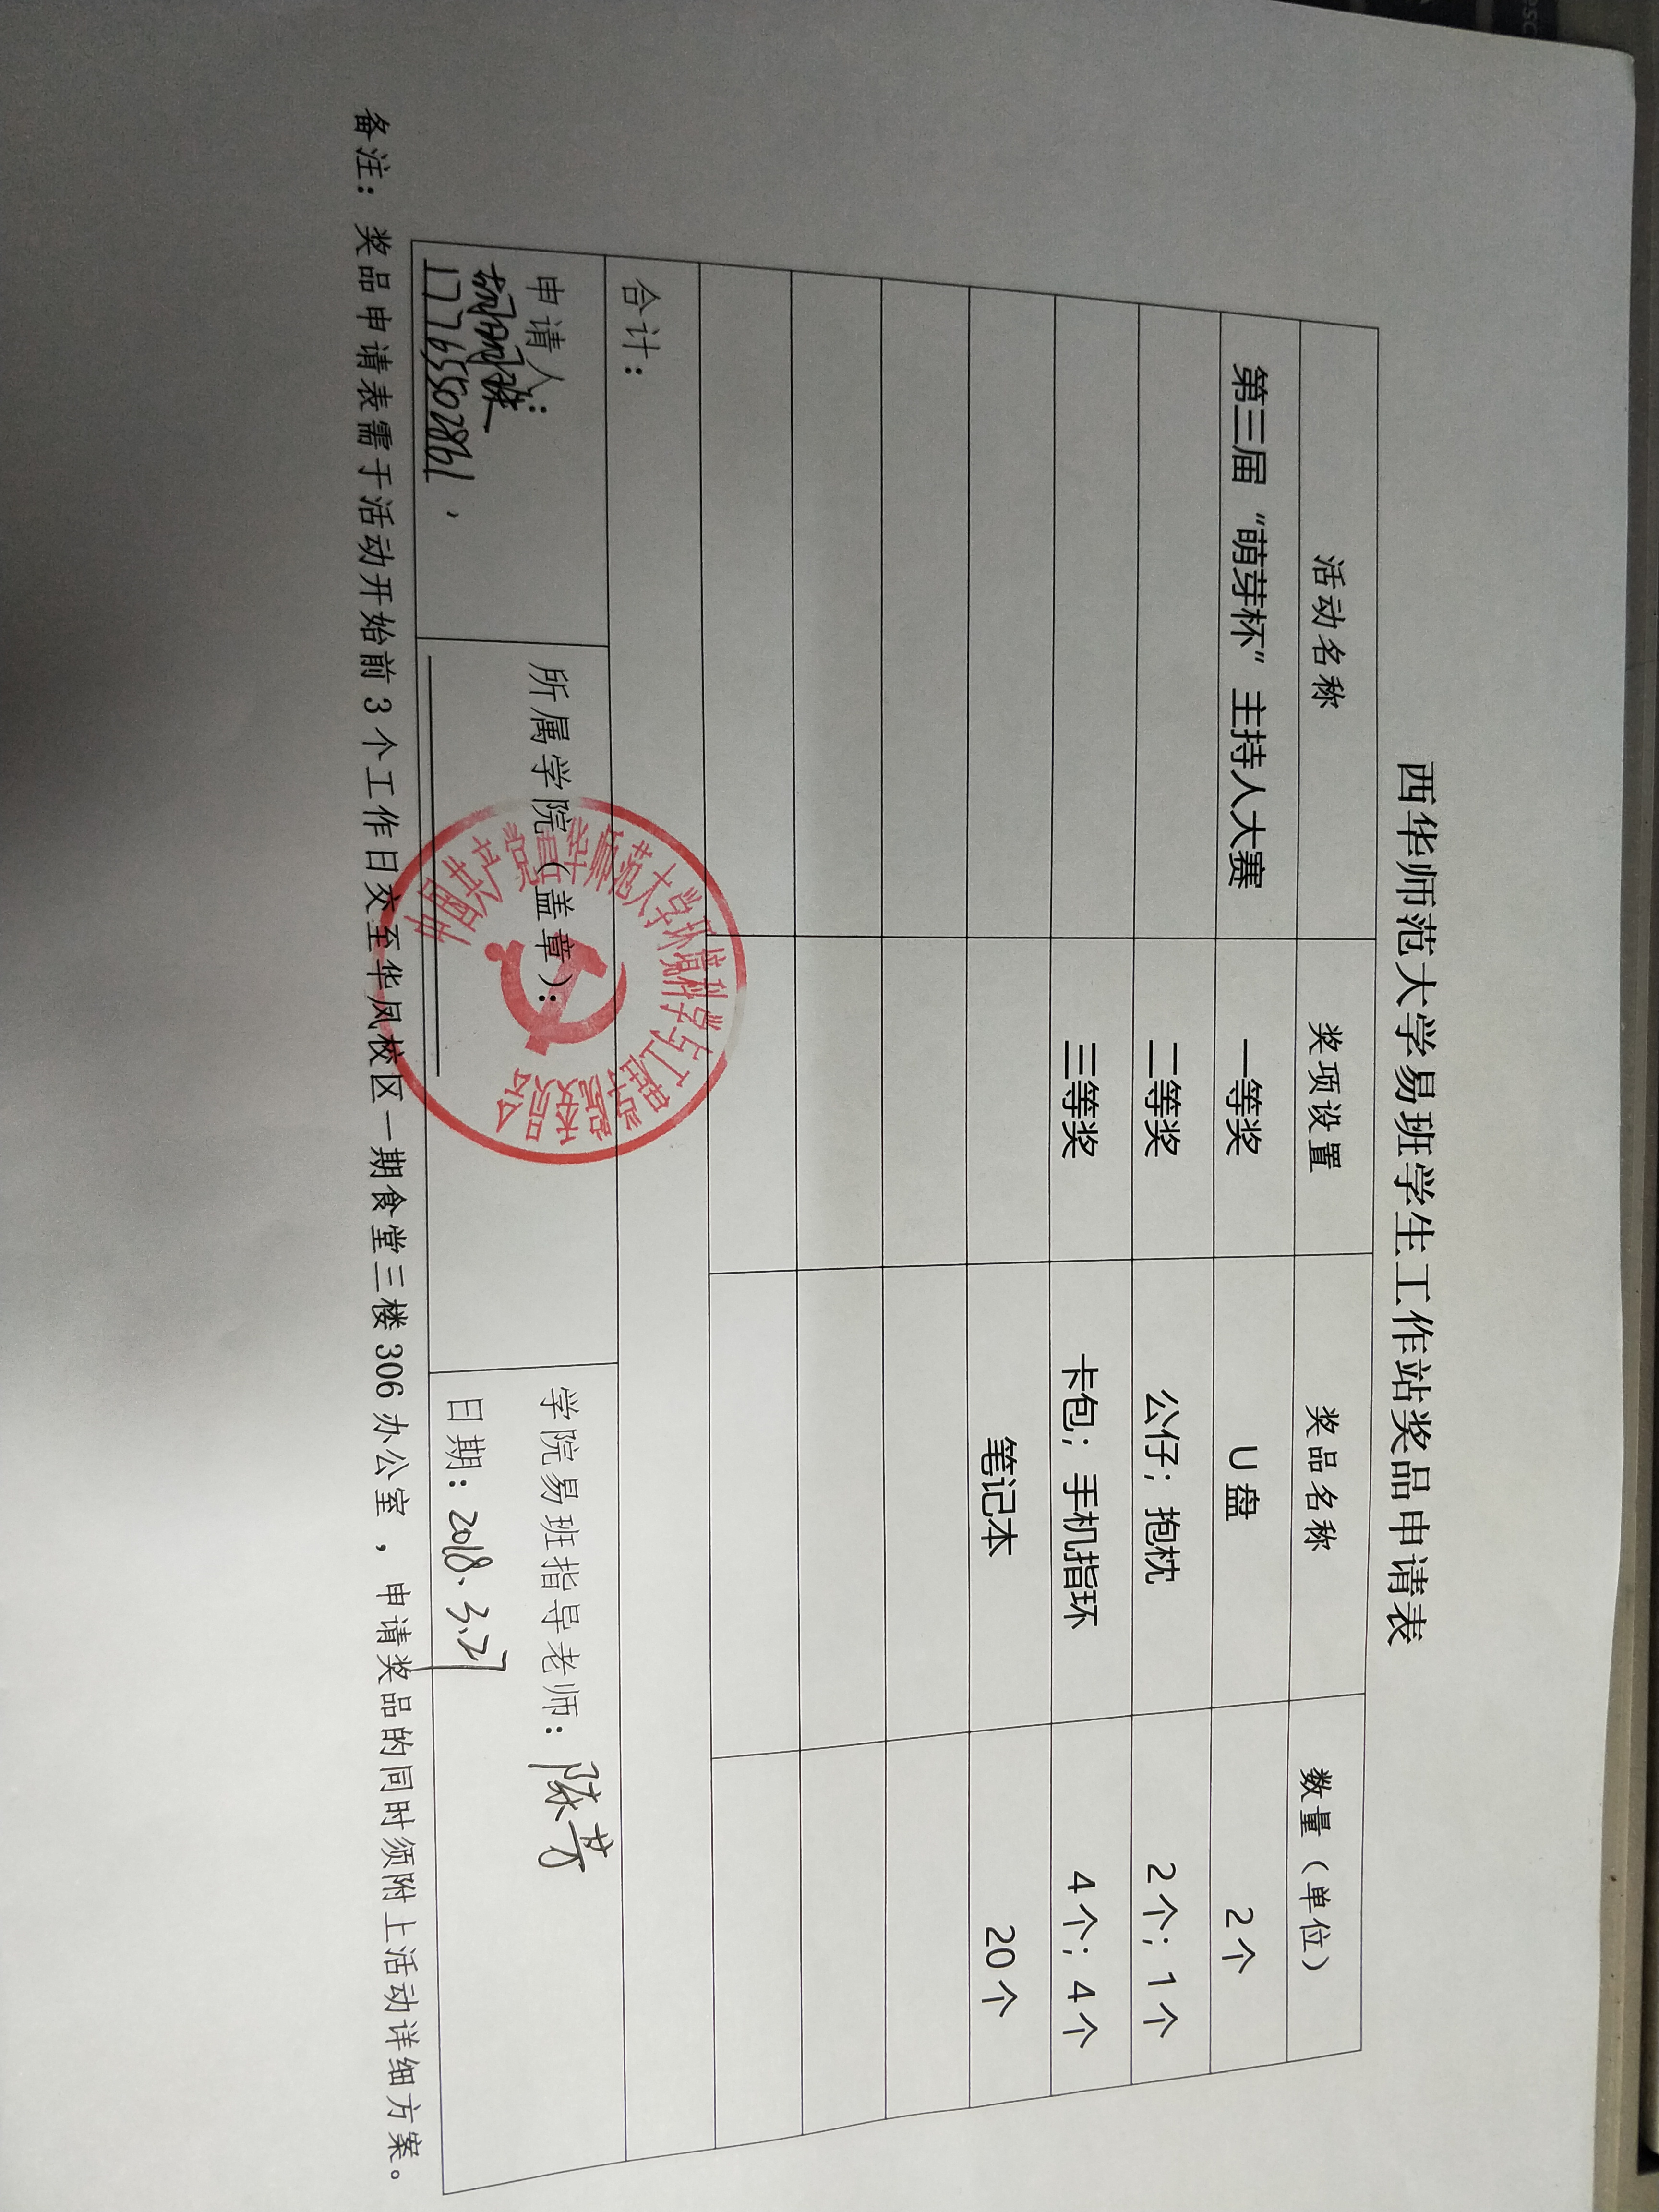 西华师范大学易班学生工作站奖品申请表
活动名称 奖项设置 奖品名称 数量（单位）
第三届“萌芽杯”主持人大赛 一等奖 U 盘 2 个
二等奖 公仔；抱枕 2 个；1 个
三等奖 卡包；手机指环 4 个；4 个
笔记本 20 个
合计：
申请人： 所属学院（盖章）： 学院易班指导老师：陈芳
17765502861 日期：2018.3.27
中国共产党西华师范大学环境科学与工程学院委员会
备注：奖品申请表需于活动开始前 3 个工作日交至华凤校区一期食堂三楼 306 办公室，申请奖品的同时须附上活动详细方案。
esc